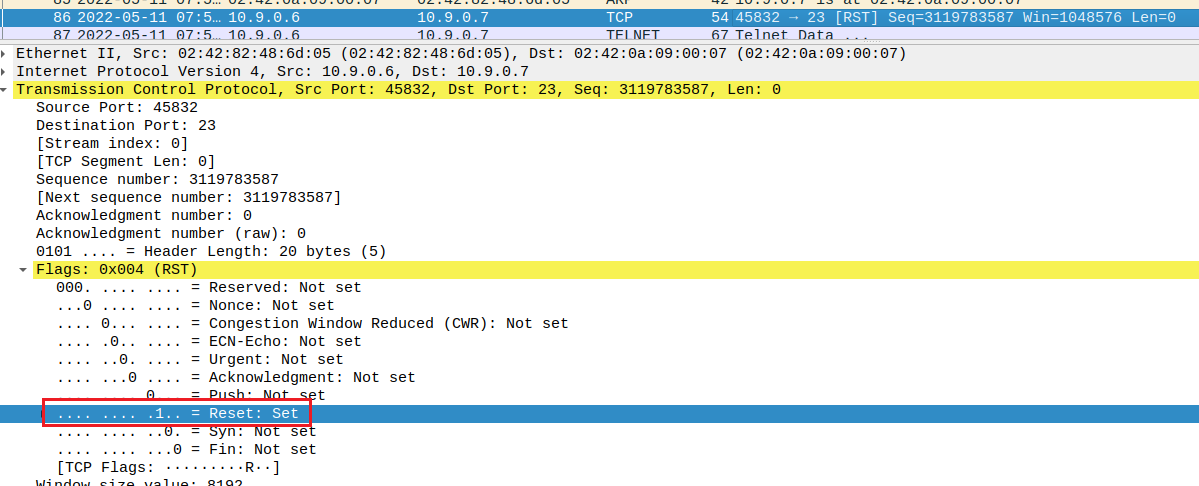 85 2022-05-11 07:5… 02:42:0a:09:00:07 02:42:82:48:6d:05 ARP 42 10.9.0.7 is at 02:42:0a:09:00:07
86 2022-05-11 07:5… 10.9.0.6 10.9.0.7 TCP 54 45832 → 23 [RST] Seq=3119783587 Win=1048576 Len=0
87 2022-05-11 07:5… 10.9.0.6 10.9.0.7 TELNET 67 Telnet Data ...
Ethernet II, Src: 02:42:82:48:6d:05 (02:42:82:48:6d:05), Dst: 02:42:0a:09:00:07 (02:42:0a:09:00:07)
Internet Protocol Version 4, Src: 10.9.0.6, Dst: 10.9.0.7
Transmission Control Protocol, Src Port: 45832, Dst Port: 23, Seq: 3119783587, Len: 0
Source Port: 45832
Destination Port: 23
[Stream index: 0]
[TCP Segment Len: 0]
Sequence number: 3119783587
[Next sequence number: 3119783587]
Acknowledgment number: 0
Acknowledgment number (raw): 0
0101 .... = Header Length: 20 bytes (5)
Flags: 0x004 (RST)
000. .... .... = Reserved: Not set
...0 .... .... = Nonce: Not set
.... 0... .... = Congestion Window Reduced (CWR): Not set
.... .0.. .... = ECN-Echo: Not set
.... ..0. .... = Urgent: Not set
.... ...0 .... = Acknowledgment: Not set
.... .... 0... = Push: Not set
.... .... .1.. = Reset: Set
.... .... ..0. = Syn: Not set
.... .... ...0 = Fin: Not set
[TCP Flags: ·········R··]
Window size value: 8192